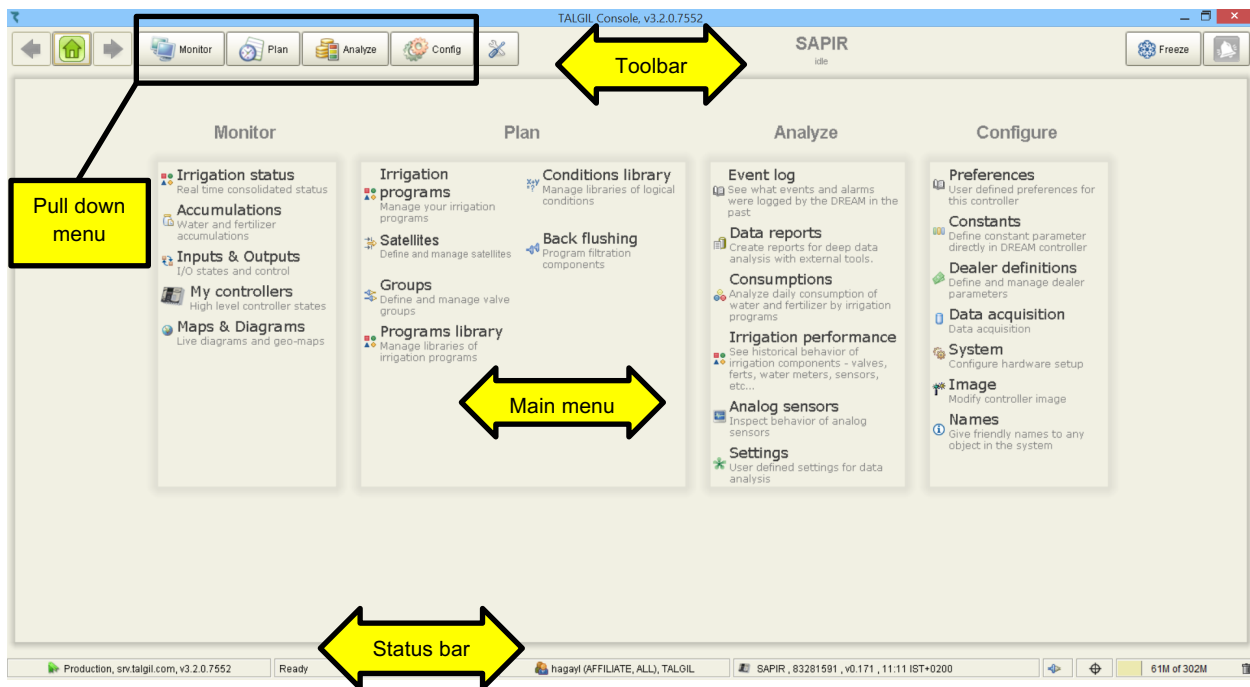 TALGIL Console, v3.2.0.7552
Monitor
Plan
Analyze
Config
Toolbar
SAPIR
idle
Freeze
Pull down
menu
Monitor
Irrigation status
Real time consolidated status
Accumulations
Water and fertilizer
accumulations
Inputs & Outputs
I/O states and control
My controllers
High level controller states
Maps & Diagrams
Live diagrams and geo-maps
Plan
Irrigation
programs
Manage your irrigation
programs
Satellites
Define and manage satellites
Groups
Define and manage valve
groups
Programs library
Manage libraries of
irrigation programs
Conditions library
Manage libraries of logical
conditions
Back flushing
Program filtration
components
Main menu
Analyze
Event log
See what events and alarms
were logged by the DREAM in the
past
Data reports
Create reports for deep data
analysis with external tools.
Consumptions
Analyze daily consumption of
water and fertilizer by irrigation
programs
Irrigation performance
See historical behavior of
irrigation components - valves,
ferts, water meters, sensors,
etc...
Analog sensors
Inspect behavior of analog
sensors
Settings
User defined settings for data
analysis
Configure
Preferences
User defined preferences for
this controller
Constants
Define constant parameter
directly in DREAM controller
Dealer definitions
Define and manage dealer
parameters
Data acquisition
Data acquisition
System
Configure hardware setup
Image
Modify controller image
Names
Give friendly names to any
object in the system
Status bar
Production, srv.talgil.com, v3.2.0.7552
Ready
hagayl (AFFILIATE, ALL), TALGIL
SAPIR , 83281591 , v0.171 , 11:11 IST+0200
61M of 302M